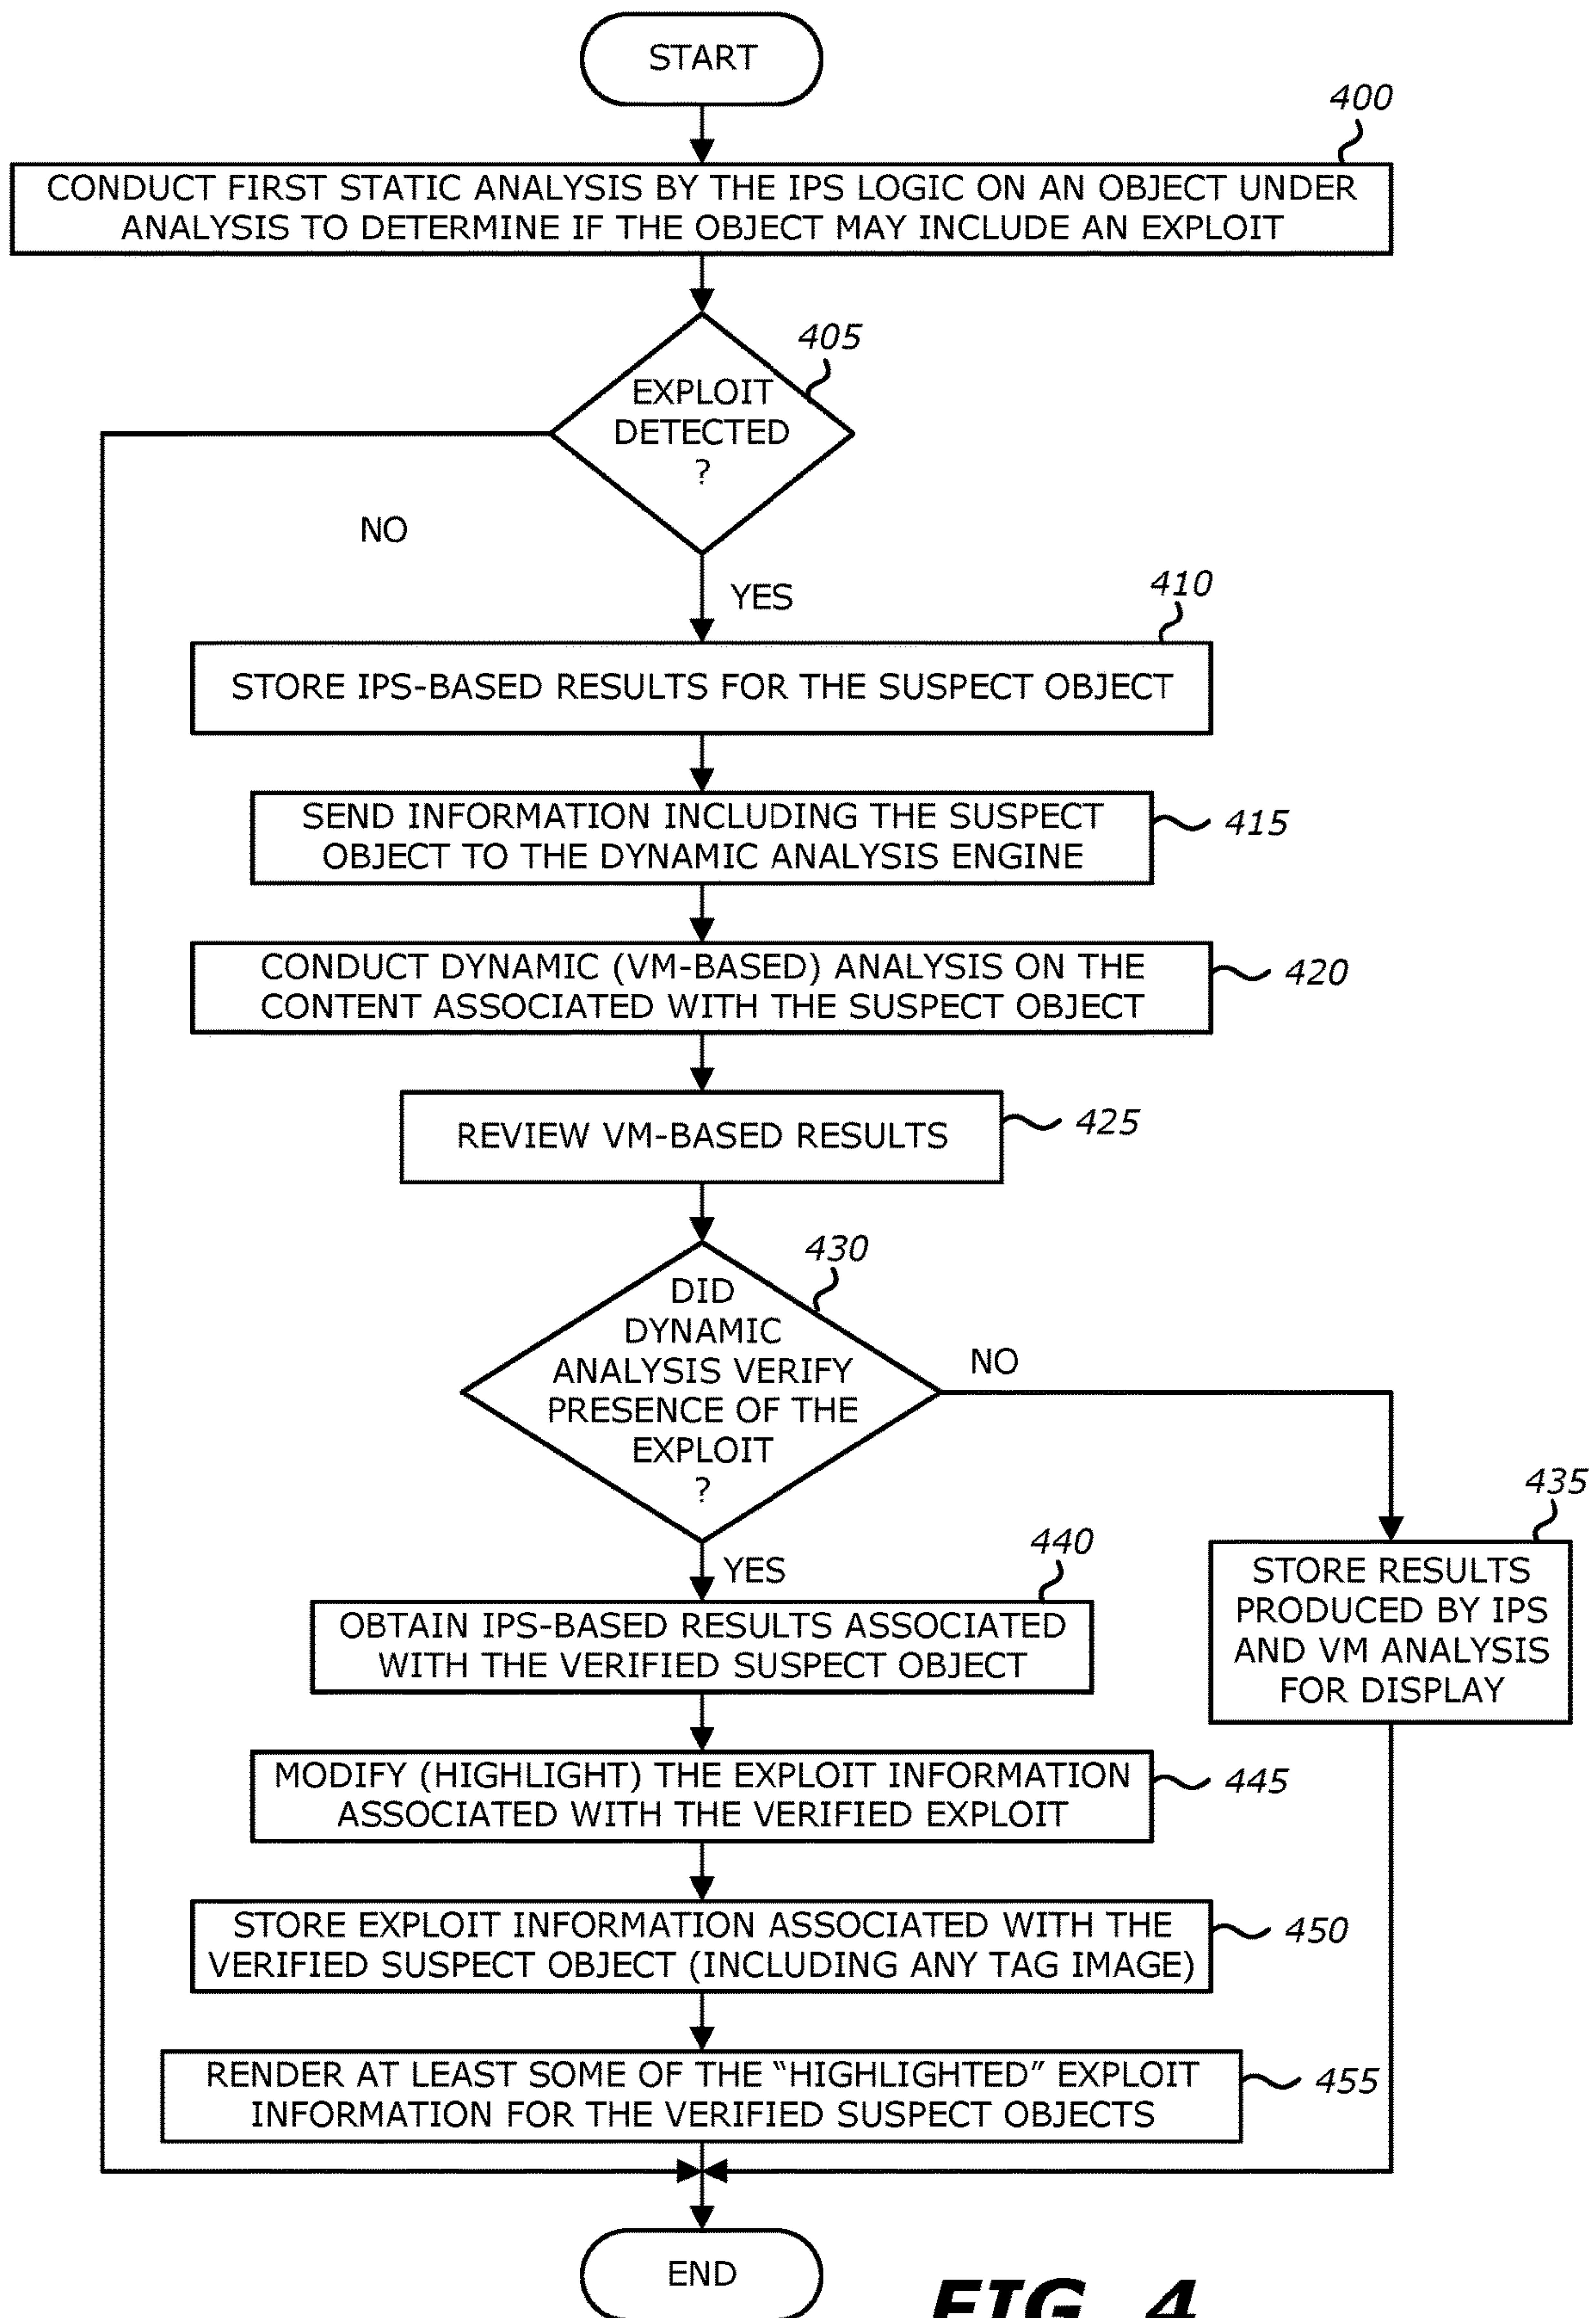 START
400
CONDUCT FIRST STATIC ANALYSIS BY THE IPS LOGIC ON AN OBJECT UNDER
ANALYSIS TO DETERMINE IF THE OBJECT MAY INCLUDE AN EXPLOIT
405
EXPLOIT
DETECTED
?
NO
YES
410
STORE IPS-BASED RESULTS FOR THE SUSPECT OBJECT
SEND INFORMATION INCLUDING THE SUSPECT
OBJECT TO THE DYNAMIC ANALYSIS ENGINE
415
CONDUCT DYNAMIC (VM-BASED) ANALYSIS ON THE
CONTENT ASSOCIATED WITH THE SUSPECT OBJECT
420
REVIEW VM-BASED RESULTS
425
430
DID
DYNAMIC
ANALYSIS VERIFY
PRESENCE OF THE
EXPLOIT
?
NO
YES
435
STORE RESULTS
PRODUCED BY IPS
AND VM ANALYSIS
FOR DISPLAY
440
OBTAIN IPS-BASED RESULTS ASSOCIATED
WITH THE VERIFIED SUSPECT OBJECT
MODIFY (HIGHLIGHT) THE EXPLOIT INFORMATION
ASSOCIATED WITH THE VERIFIED EXPLOIT
445
STORE EXPLOIT INFORMATION ASSOCIATED WITH THE
VERIFIED SUSPECT OBJECT (INCLUDING ANY TAG IMAGE)
450
RENDER AT LEAST SOME OF THE “HIGHLIGHTED” EXPLOIT
INFORMATION FOR THE VERIFIED SUSPECT OBJECTS
455
END
FIG. 4